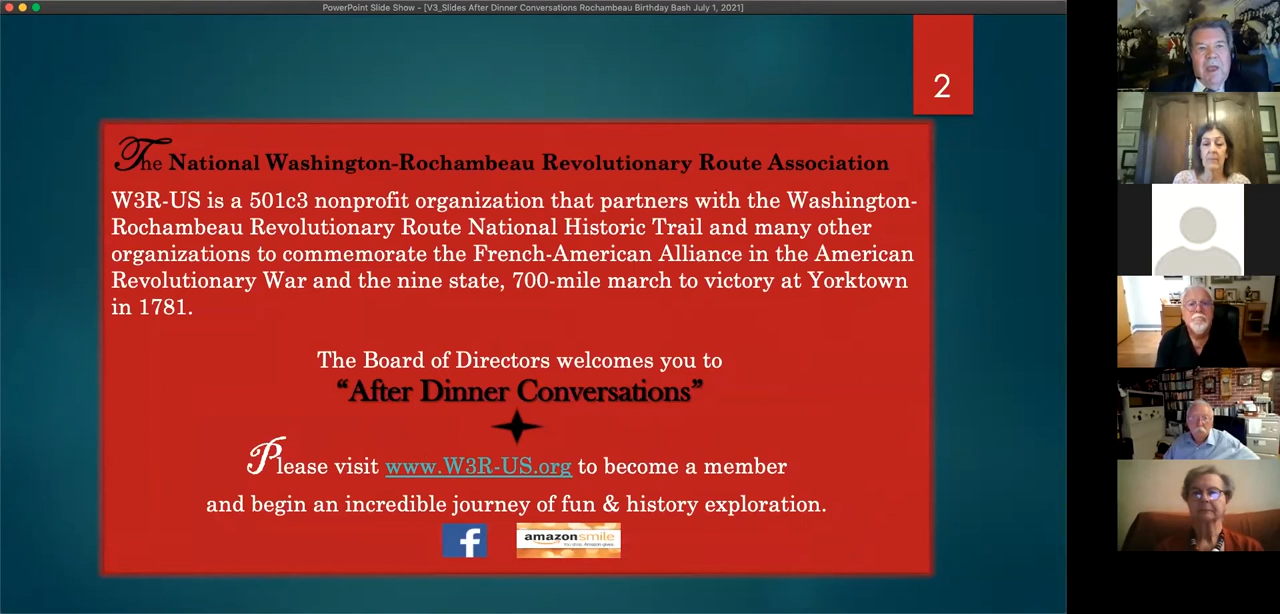 PowerPoint Slide Show - [V3_Slides After Dinner Conversations Rochambeau Birthday Bash July 1, 2021]
2
The National Washington-Rochambeau Revolutionary Route Association
W3R-US is a 501c3 nonprofit organization that partners with the Washington-
Rochambeau Revolutionary Route National Historic Trail and many other
organizations to commemorate the French-American Alliance in the American
Revolutionary War and the nine state, 700-mile march to victory at Yorktown
in 1781.
The Board of Directors welcomes you to
“After Dinner Conversations”
Please visit www.W3R-US.org to become a member
and begin an incredible journey of fun & history exploration.
f
amazonsmile
You shop. Amazon gives.